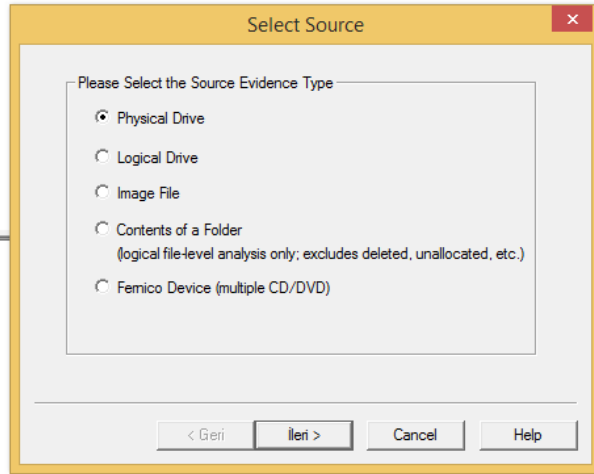 Select Source
Please Select the Source Evidence Type
Physical Drive
Logical Drive
Image File
Contents of a Folder
(logical file-level analysis only; excludes deleted, unallocated, etc.)
Fernico Device (multiple CD/DVD)
< Geri İleri > Cancel Help